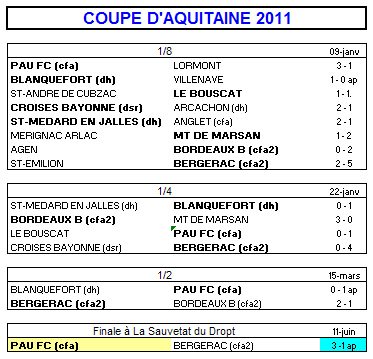 COUPE D'AQUITAINE 2011
1/8 09-janv
PAU FC (cfa) LORMONT 3 - 1
BLANQUEFORT (dh) VILLENAVE 1 - 0 ap
ST-ANDRE DE CUBZAC LE BOUSCAT 1 - 1.
CROISES BAYONNE (dsr) ARCACHON (dh) 2 - 1
ST-MEDARD EN JALLES (dh) ANGLET (cfa) 2 - 1
MERIGNAC ARLAC MT DE MARSAN 1 - 2
AGEN BORDEAUX B (cfa2) 0 - 2
ST-EMILION BERGERAC (cfa2) 2 - 5
1/4 22-janv
ST-MEDARD EN JALLES (dh) BLANQUEFORT (dh) 0 - 1
BORDEAUX B (cfa2) MT DE MARSAN 3 - 0
LE BOUSCAT PAU FC (cfa) 0 - 1
CROISES BAYONNE (dsr) BERGERAC (cfa2) 0 - 4
1/2 15-mars
BLANQUEFORT (dh) PAU FC (cfa) 0 - 1 ap
BERGERAC (cfa2) BORDEAUX B (cfa2) 2 - 1
Finale à La Sauvetat du Dropt 11-juin
PAU FC (cfa) BERGERAC (cfa2) 3 -1 ap